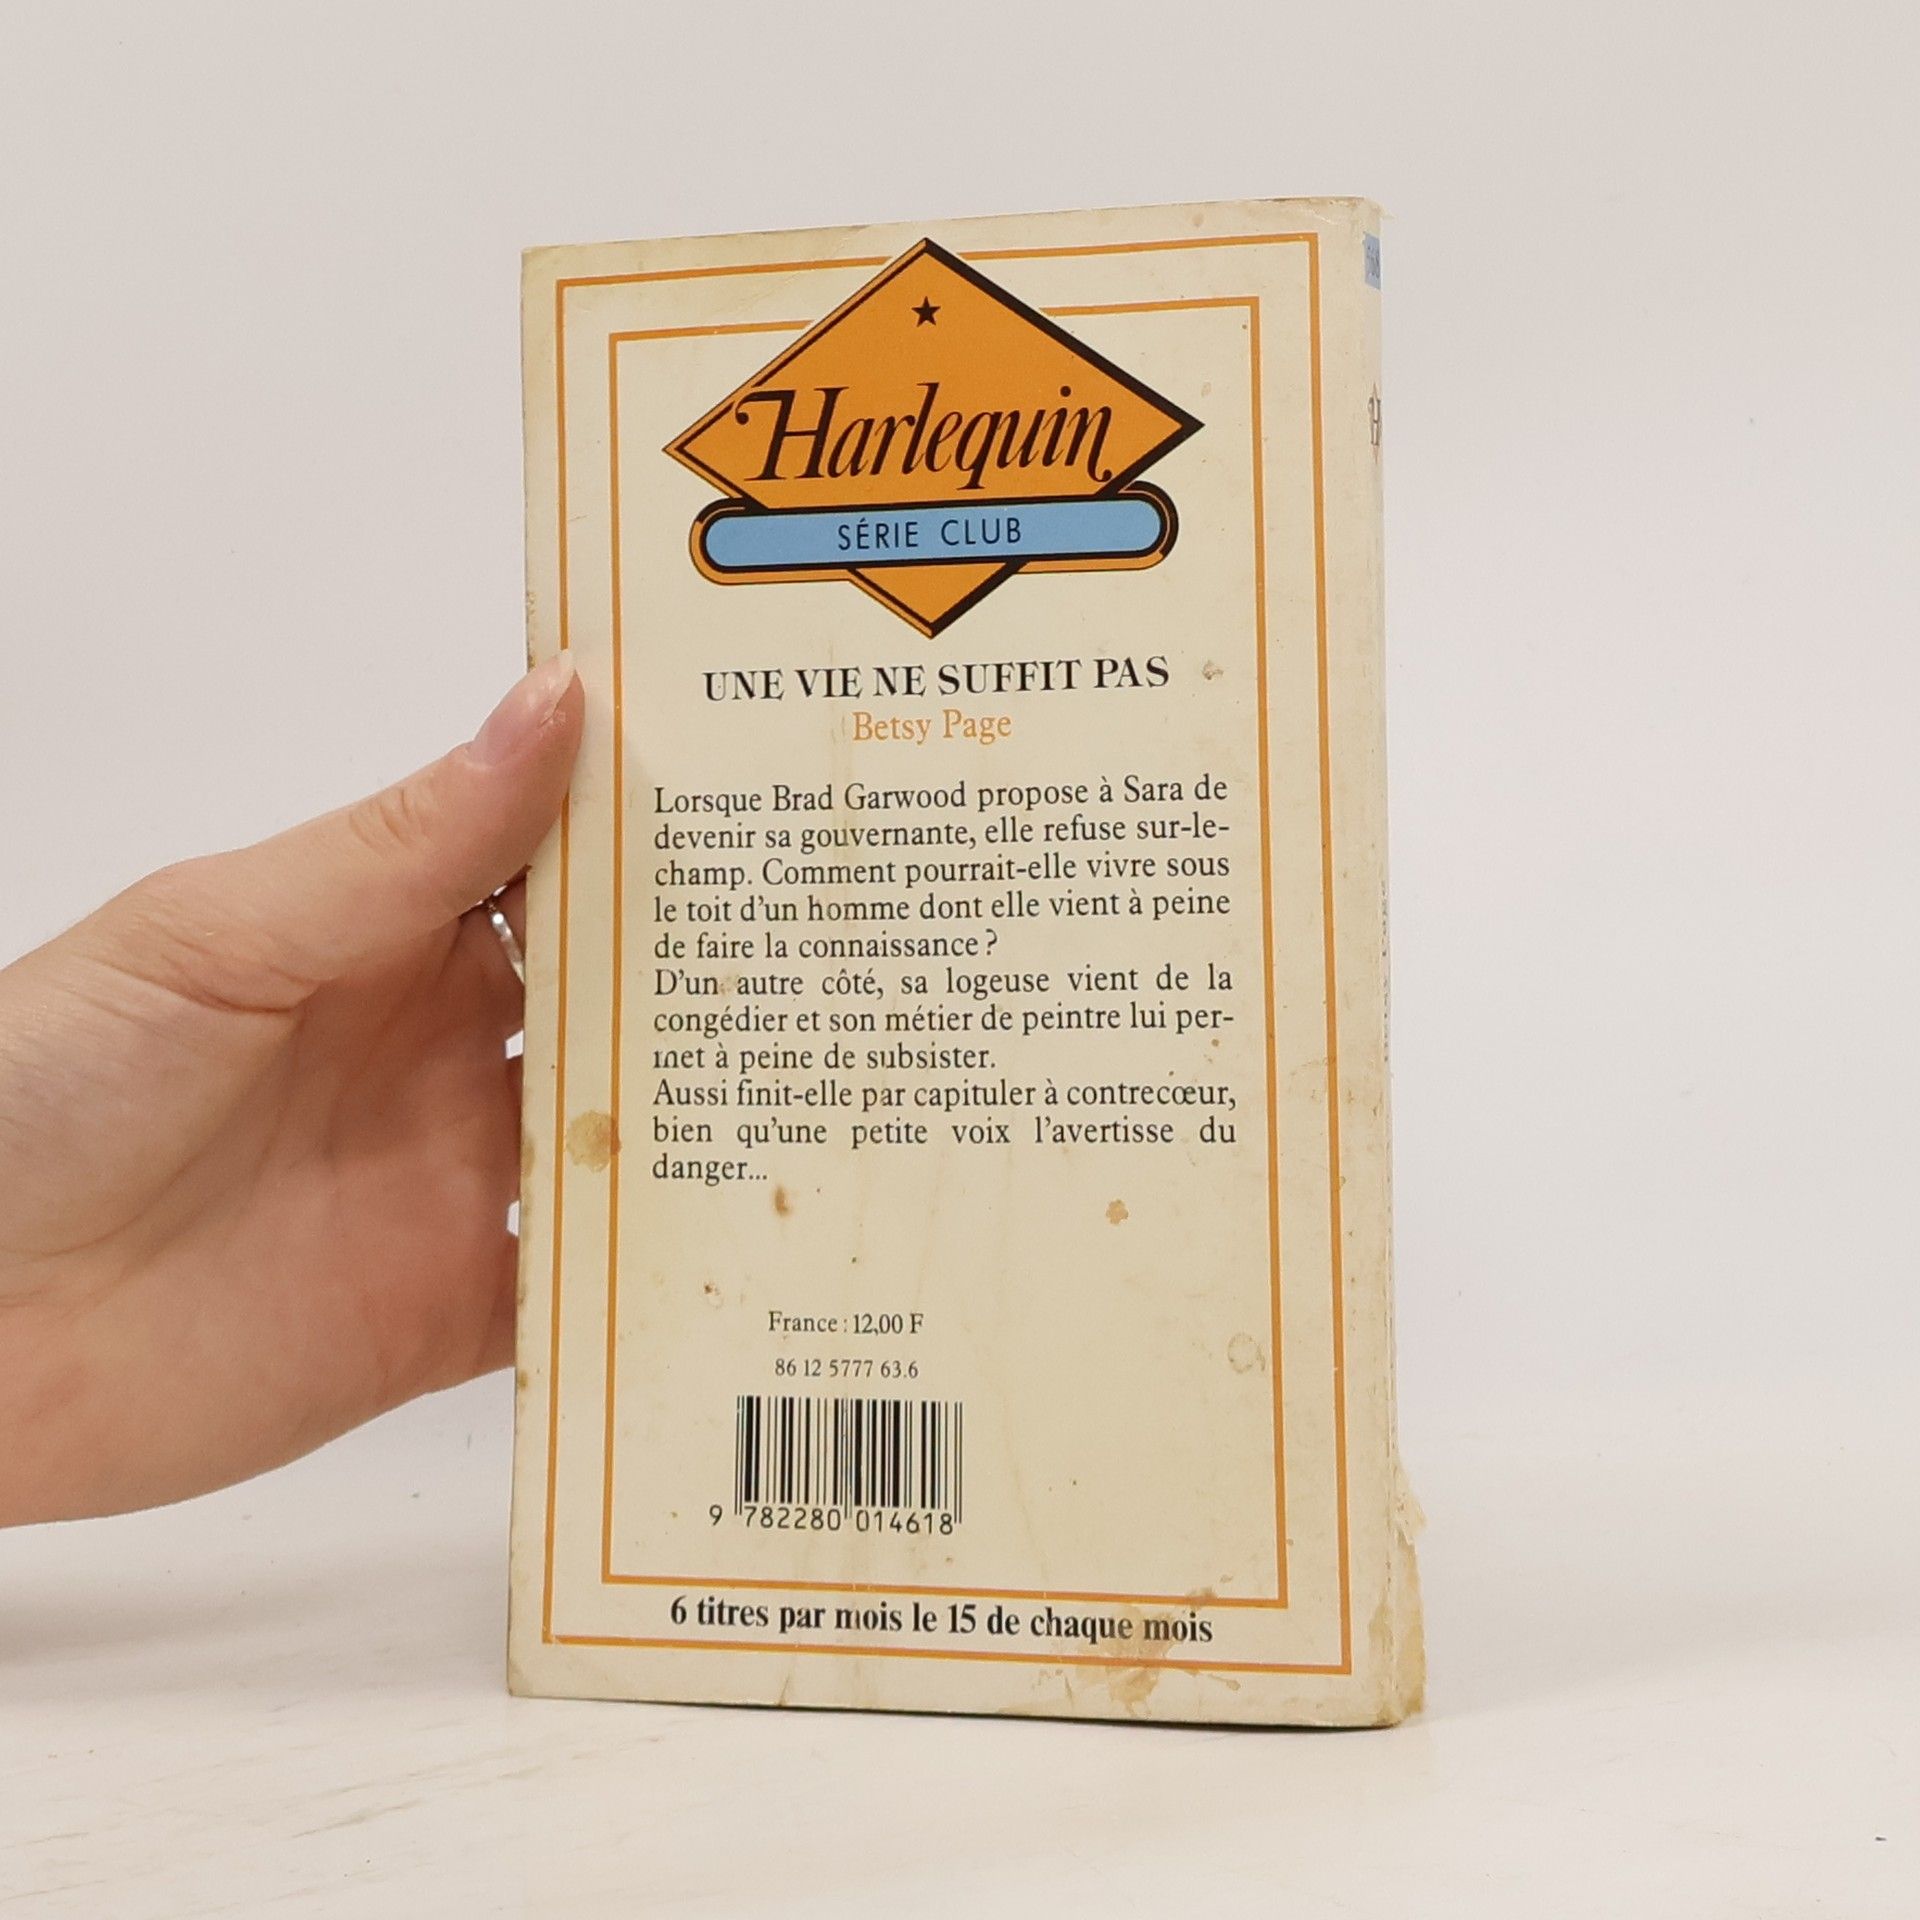 Harlequin
SÉRIE CLUB
UNE VIE NE SUFFIT PAS
Betsy Page
Lorsque Brad Garwood propose à Sara de
devenir sa gouvernante, elle refuse sur-le-
champ. Comment pourrait-elle vivre sous
le toit d'un homme dont elle vient à peine
de faire la connaissance ?
D'un autre côté, sa logeuse vient de la
congédier et son métier de peintre lui per-
met à peine de subsister.
Aussi finit-elle par capituler à contrecœur,
bien qu'une petite voix l'avertisse du
danger...
France : 12,00 F
86 12 5777 63.6
9 782280 014618
6 titres par mois le 15 de chaque mois